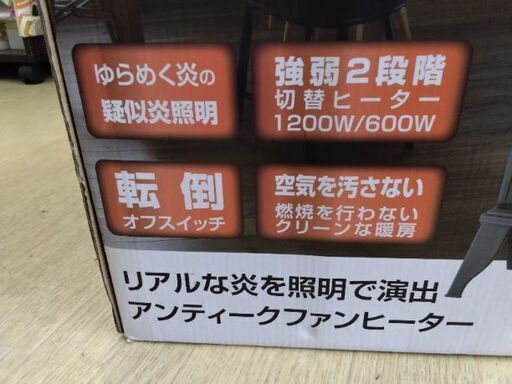 ゆらめく炎の
疑似炎照明
強弱2段階
切替ヒーター
1200W/600W
転倒
オフスイッチ
空気を汚さない
燃焼を行わない
クリーンな暖房
リアルな炎を照明で演出
アンティークファンヒーター